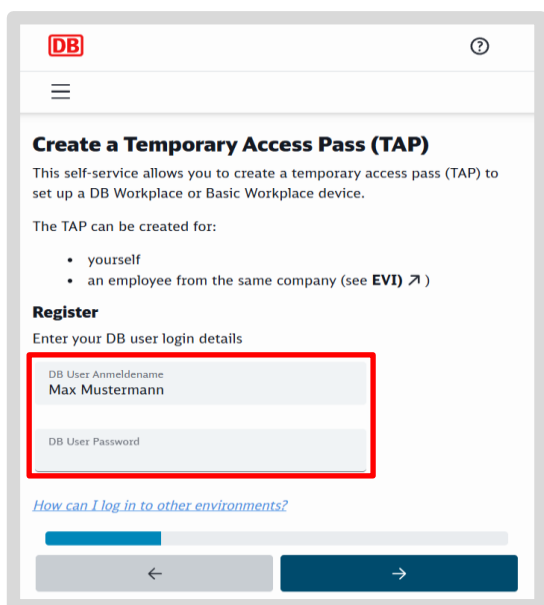 DB
Create a Temporary Access Pass (TAP)
This self-service allows you to create a temporary access pass (TAP) to
set up a DB Workplace or Basic Workplace device.
The TAP can be created for:
• yourself
• an employee from the same company (see EVI) ↗ )
Register
Enter your DB user login details
DB User Anmeldename
Max Mustermann
DB User Password
How can I log in to other environments?